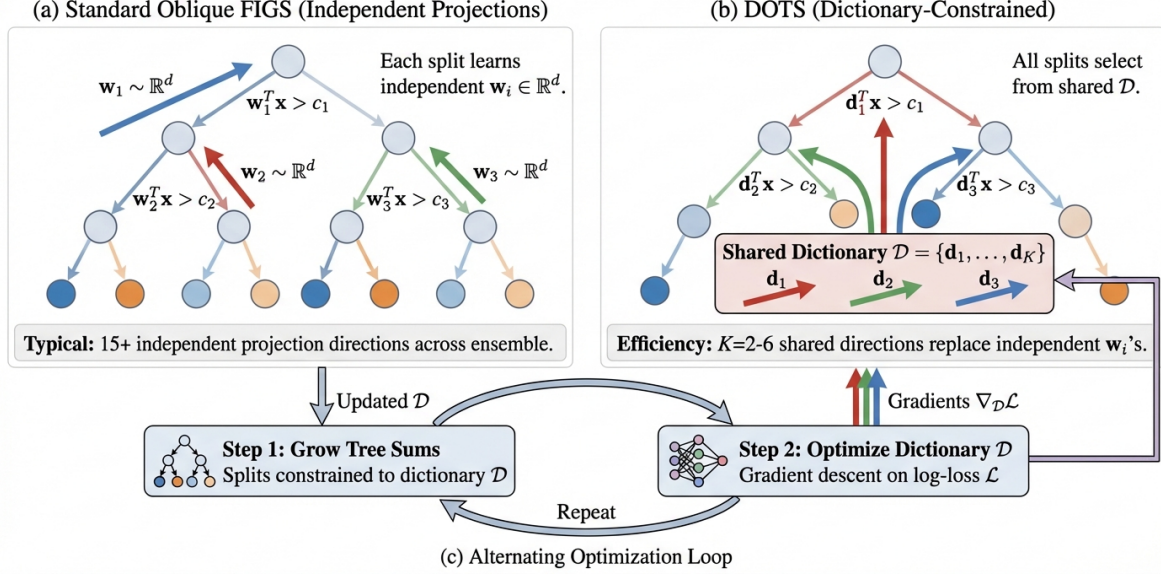 (a) Standard Oblique FIGS (Independent Projections)
w₁ ∼ ℝᵈ
Each split learns
independent wᵢ ∈ ℝᵈ.
w₁ᵀx > c₁
w₂ ∼ ℝᵈ
w₃ ∼ ℝᵈ
w₂ᵀx > c₂
w₃ᵀx > c₃
Typical: 15+ independent projection directions across ensemble.
(b) DOTS (Dictionary-Constrained)
All splits select
from shared 𝒟.
d₁ᵀx > c₁
d₂ᵀx > c₂
d₃ᵀx > c₃
Shared Dictionary 𝒟 = {d₁, . . . , d_K}
d₁
d₂
d₃
Efficiency: K=2-6 shared directions replace independent wᵢ's.
Updated 𝒟
Gradients ∇_𝒟ℒ
Step 1: Grow Tree Sums
Splits constrained to dictionary 𝒟
Step 2: Optimize Dictionary 𝒟
Gradient descent on log-loss ℒ
Repeat
(c) Alternating Optimization Loop